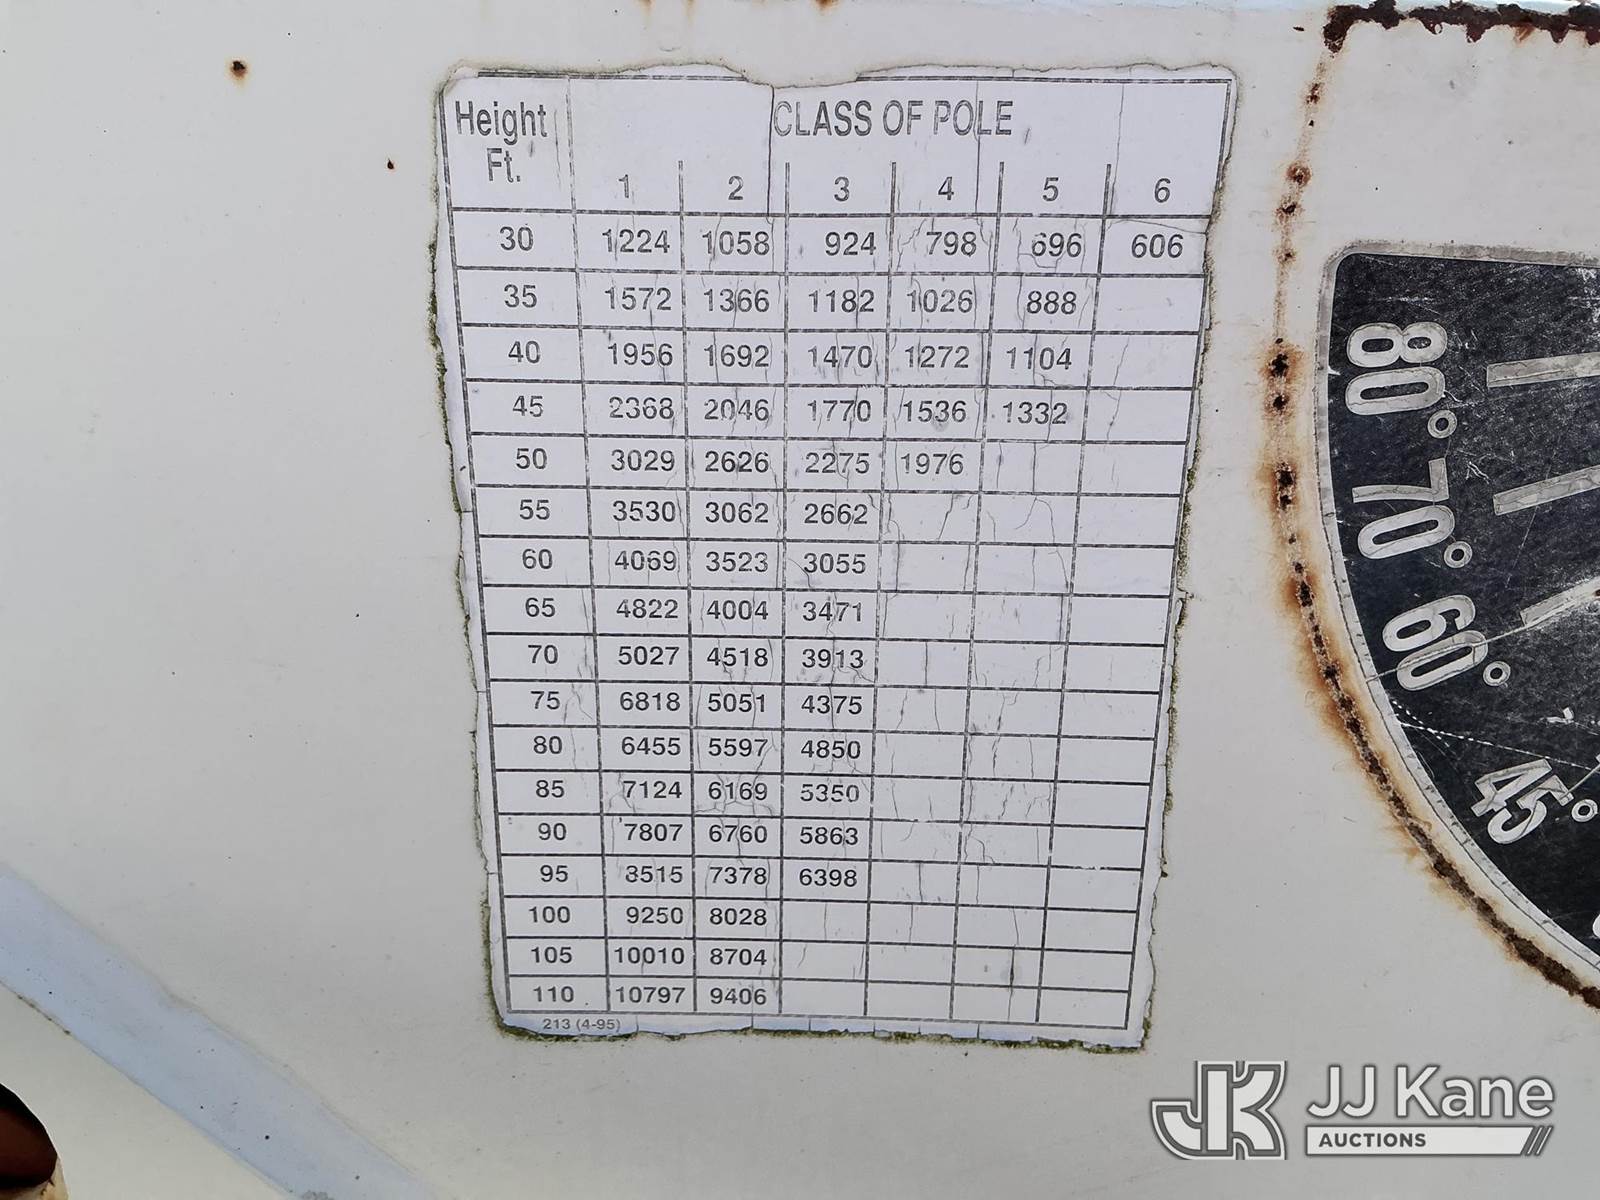 Height CLASS OF POLE
Ft.
1 2 3 4 5 6
30 1224 1058 924 798 696 606
35 1572 1366 1182 1026 888
40 1956 1692 1470 1272 1104
45 2368 2046 1770 1536 1332
50 3029 2626 2275 1976
55 3530 3062 2662
60 4069 3523 3055
65 4822 4004 3471
70 5027 4518 3913
75 6818 5051 4375
80 6455 5597 4850
85 7124 6169 5350
90 7807 6760 5863
95 8515 7378 6398
100 9250 8028
105 10010 8704
110 10797 9406
213 (4-95)
80°
70°
60°
45°
JK JJ Kane
AUCTIONS